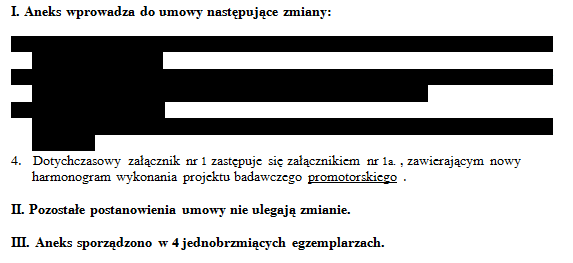 I. Aneks wprowadza do umowy następujące zmiany:
4. Dotychczasowy załącznik nr 1 zastępuje się załącznikiem nr 1a. , zawierającym nowy
harmonogram wykonania projektu badawczego promotorskiego .
II. Pozostałe postanowienia umowy nie ulegają zmianie.
III. Aneks sporządzono w 4 jednobrzmiących egzemplarzach.